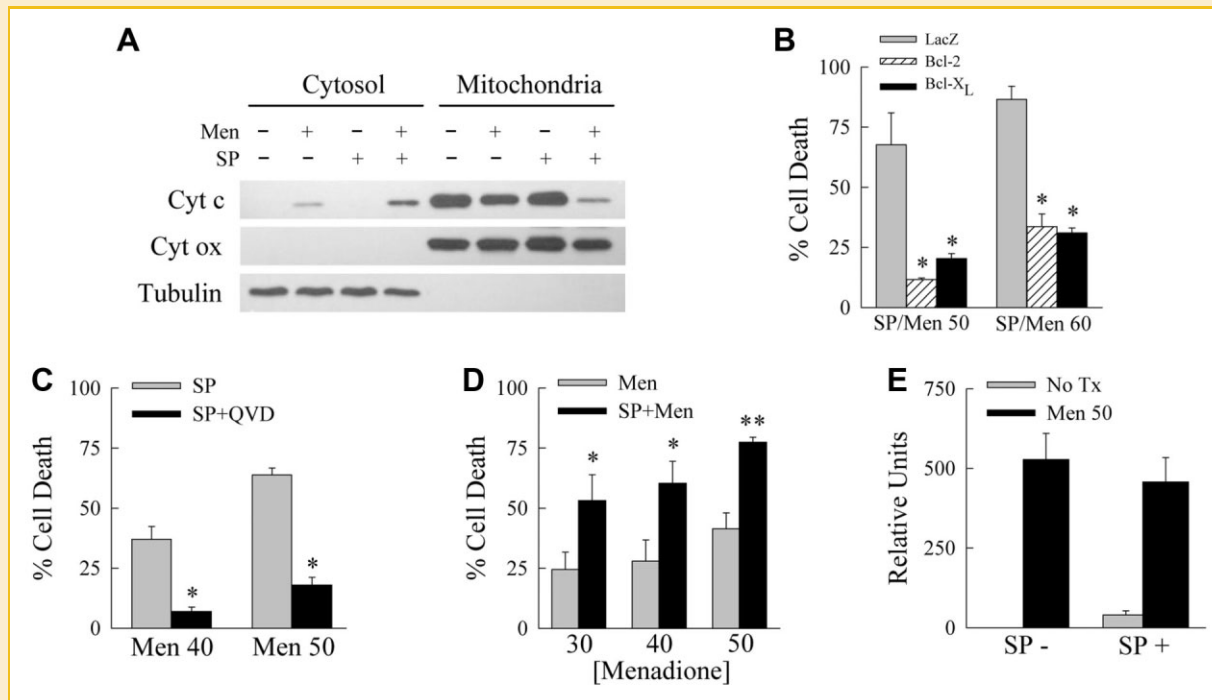 A
Cytosol Mitochondria
Men - + - + - + - +
SP - - + + - - + +
Cyt c
Cyt ox
Tubulin
B
LacZ
Bcl-2
Bcl-XL
% Cell Death
100
75
50
25
0
* * * *
SP/Men 50 SP/Men 60
C
SP
SP+QVD
% Cell Death
100
75
50
25
0
* *
Men 40 Men 50
D
Men
SP+Men
% Cell Death
100
75
50
25
0
* * **
30 40 50
[Menadione]
E
No Tx
Men 50
Relative Units
750
500
250
0
SP - SP +